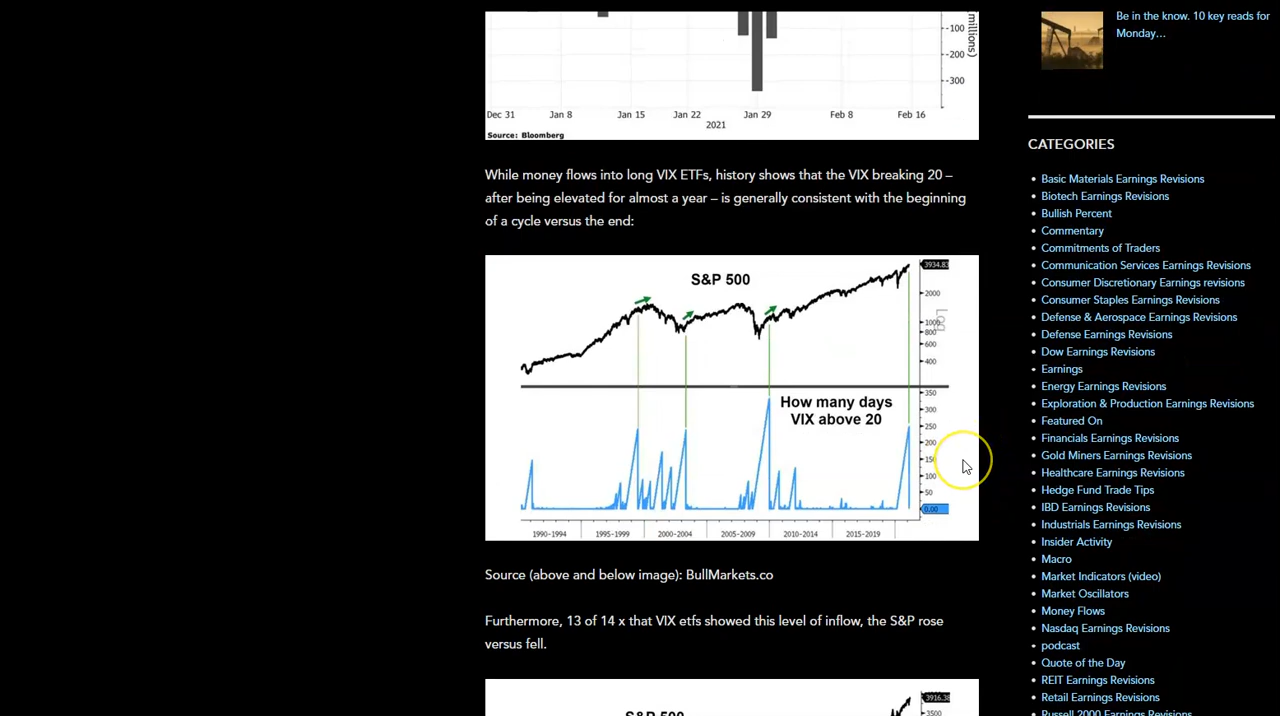 -100
-200
-300
millions)
Dec 31
Jan 8
Jan 15
Jan 22
Jan 29
Feb 8
Feb 16
2021
Source: Bloomberg
While money flows into long VIX ETFs, history shows that the VIX breaking 20 –
after being elevated for almost a year – is generally consistent with the beginning
of a cycle versus the end:
S&P 500
3934.83
2000
1000
800
600
400
Log
How many days
VIX above 20
350
300
250
200
150
100
50
0.00
1990-1994
1995-1999
2000-2004
2005-2009
2010-2014
2015-2019
Source (above and below image): BullMarkets.co
Furthermore, 13 of 14 x that VIX etfs showed this level of inflow, the S&P rose
versus fell.
S&P 500
3916.38
3500
Be in the know. 10 key reads for
Monday…
CATEGORIES
Basic Materials Earnings Revisions
Biotech Earnings Revisions
Bullish Percent
Commentary
Commitments of Traders
Communication Services Earnings Revisions
Consumer Discretionary Earnings revisions
Consumer Staples Earnings Revisions
Defense & Aerospace Earnings Revisions
Defense Earnings Revisions
Dow Earnings Revisions
Earnings
Energy Earnings Revisions
Exploration & Production Earnings Revisions
Featured On
Financials Earnings Revisions
Gold Miners Earnings Revisions
Healthcare Earnings Revisions
Hedge Fund Trade Tips
IBD Earnings Revisions
Industrials Earnings Revisions
Insider Activity
Macro
Market Indicators (video)
Market Oscillators
Money Flows
Nasdaq Earnings Revisions
podcast
Quote of the Day
REIT Earnings Revisions
Retail Earnings Revisions
Russell 2000 Earnings Revisions